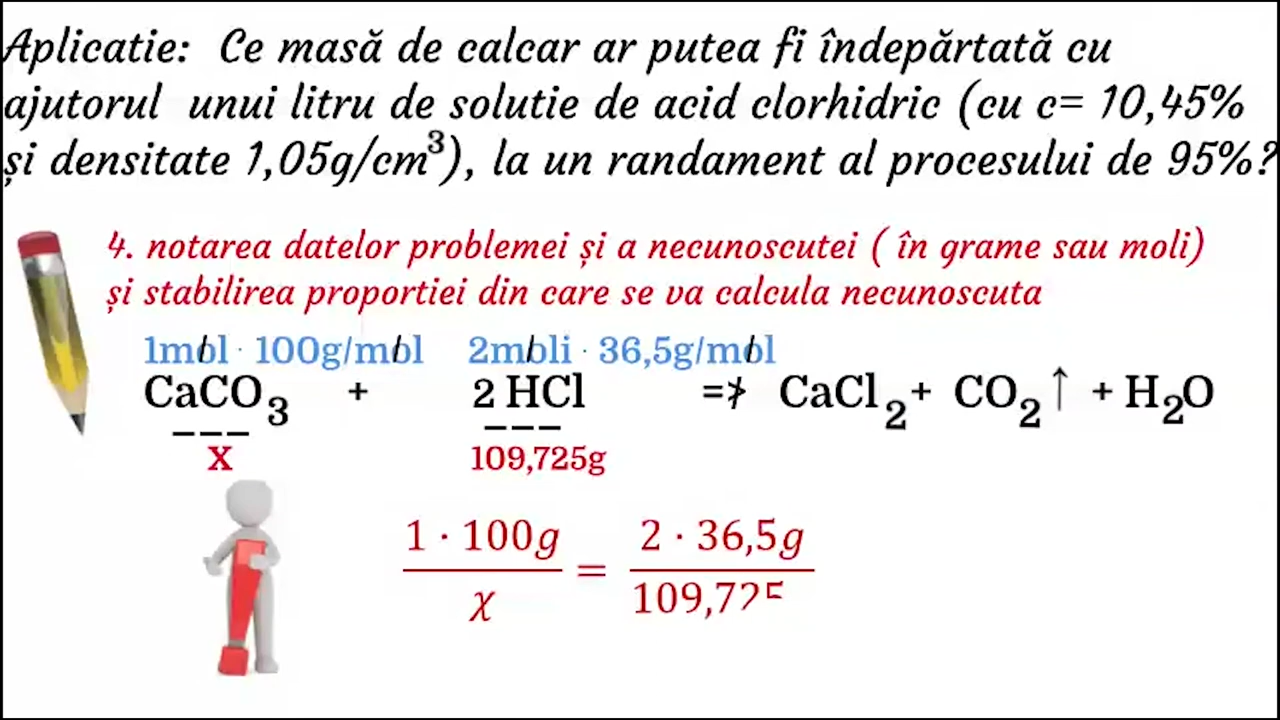 Aplicatie: Ce masă de calcar ar putea fi îndepărtată cu
ajutorul unui litru de solutie de acid clorhidric (cu c= 10,45%
și densitate 1,05g/cm³), la un randament al procesului de 95%?
4. notarea datelor problemei și a necunoscutei ( în grame sau moli)
și stabilirea proportiei din care se va calcula necunoscuta
1mol · 100g/mol 2moli · 36,5g/mol
CaCO₃ + 2 HCl => CaCl₂ + CO₂↑ + H₂O
X 109,725g
1 · 100g / χ = 2 · 36,5g / 109,725